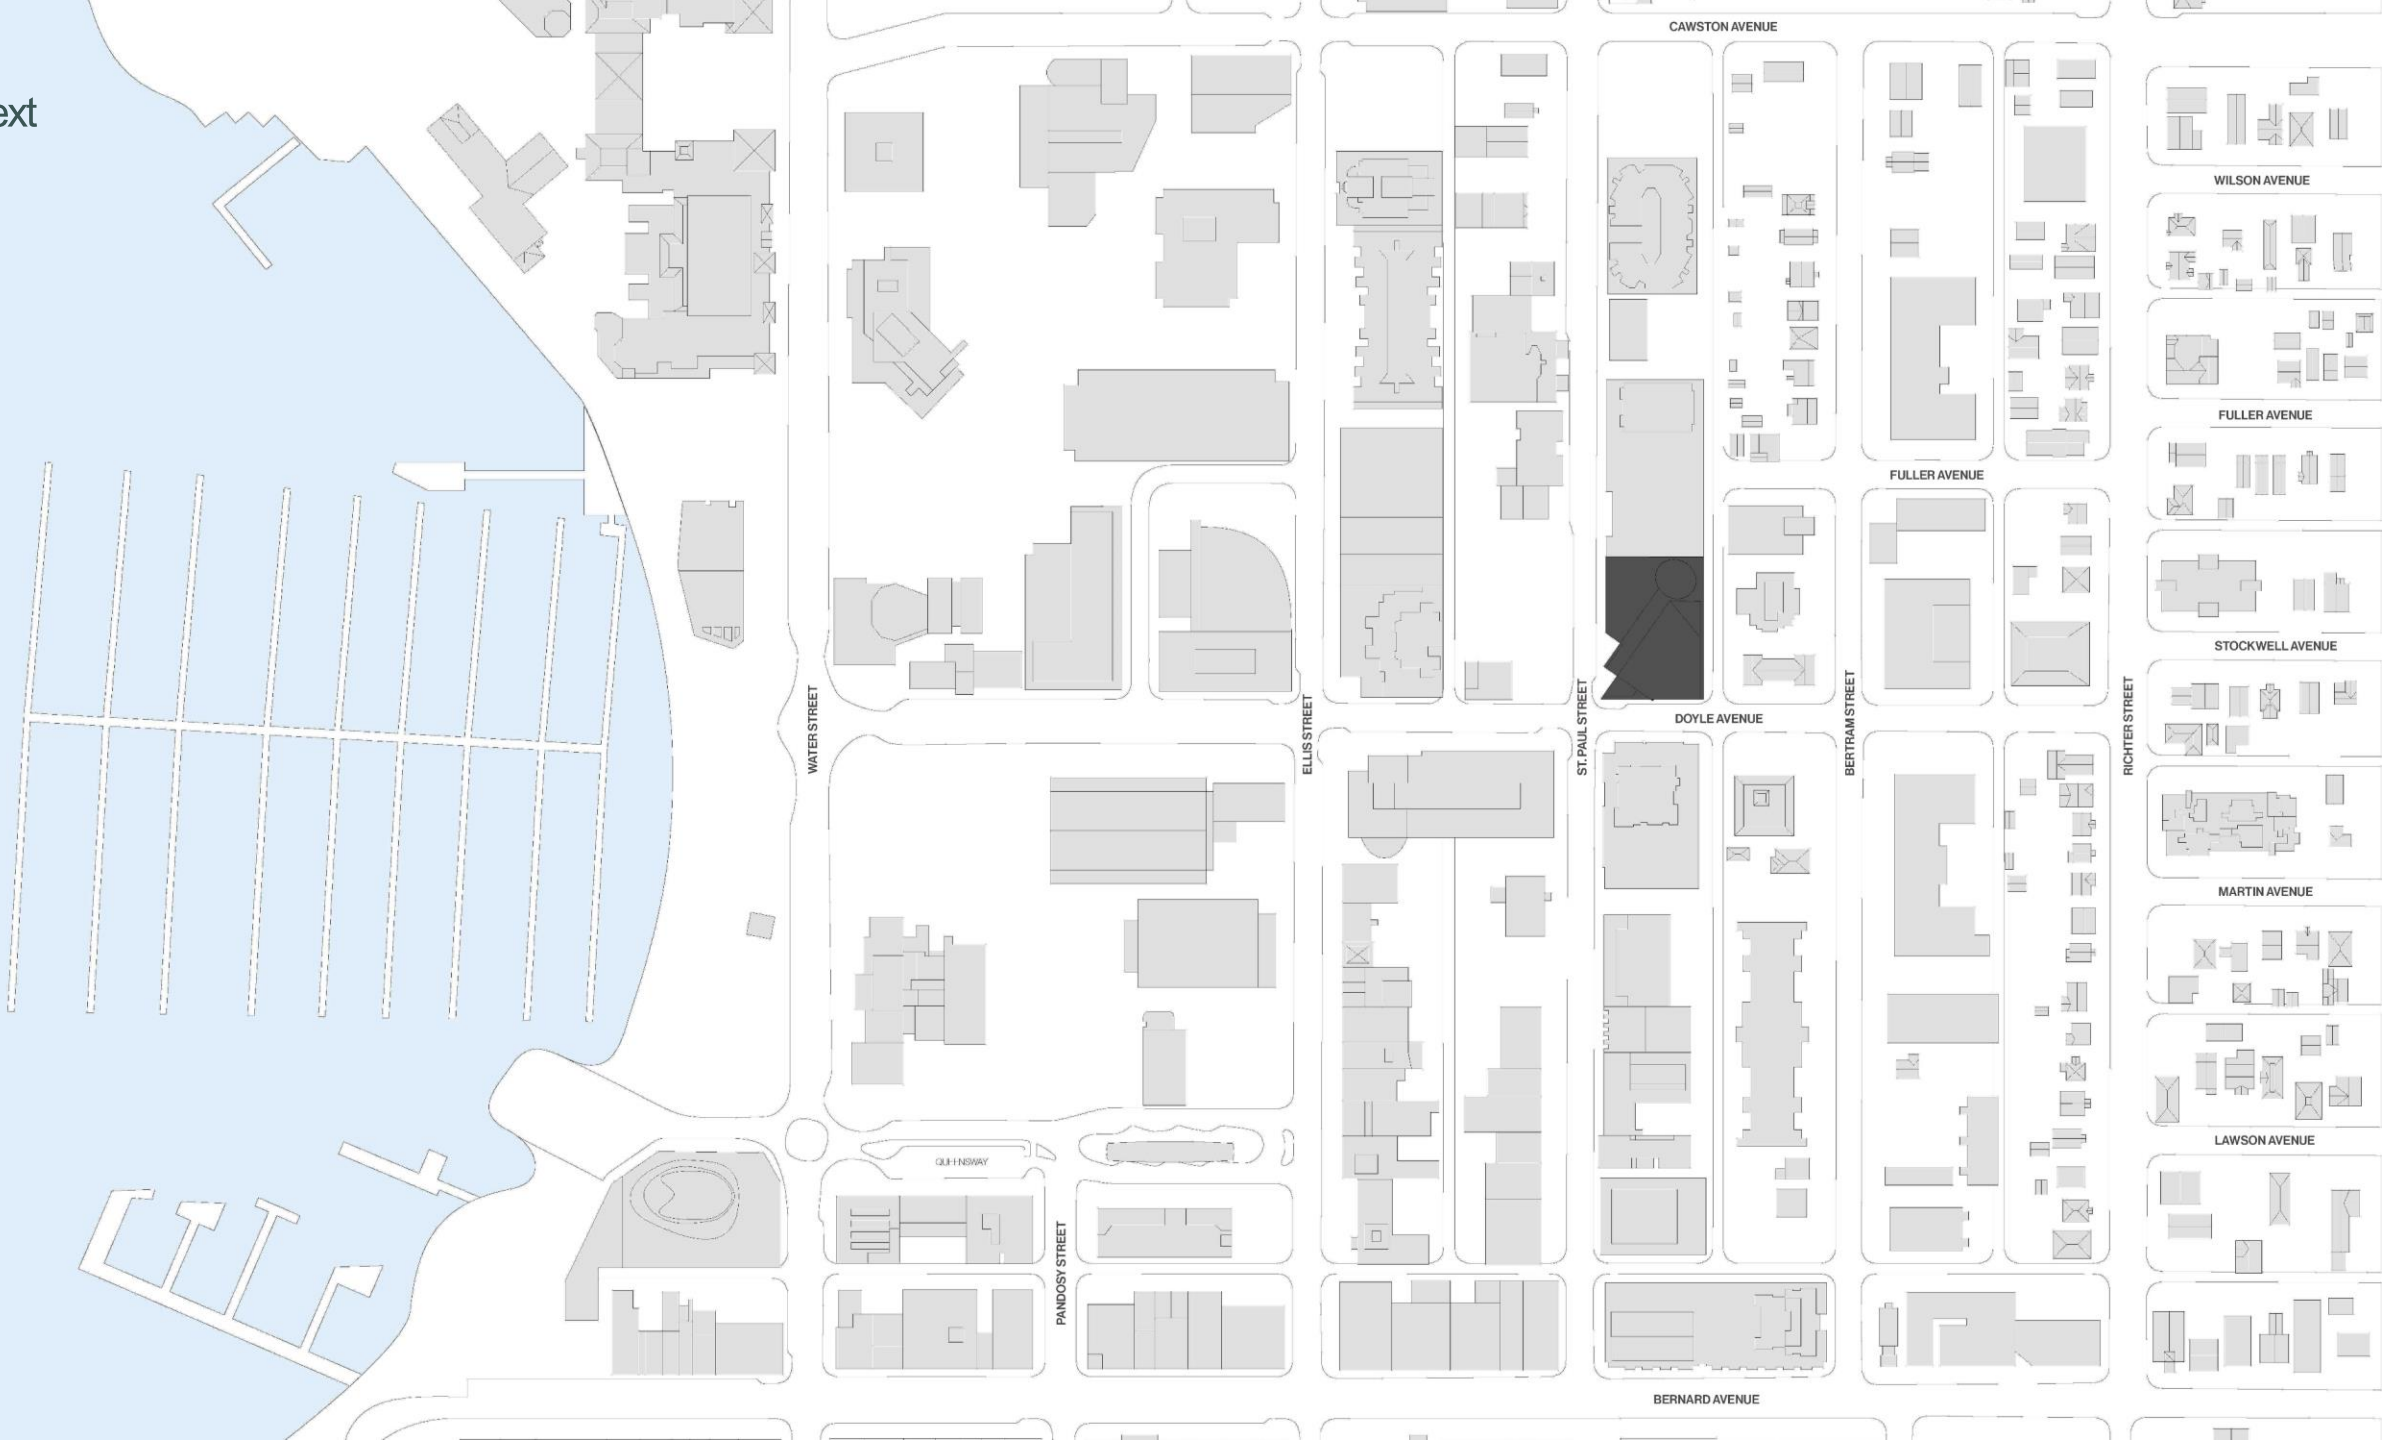 CAWSTON AVENUE
ext
WILSON AVENUE
FULLER AVENUE
FULLER AVENUE
STOCKWELL AVENUE
WATER STREET
ELLIS STREET
ST. PAUL STREET
DOYLE AVENUE
BERTRAM STREET
RICHTER STREET
MARTIN AVENUE
LAWSON AVENUE
QUEENSWAY
PANDOSY STREET
BERNARD AVENUE